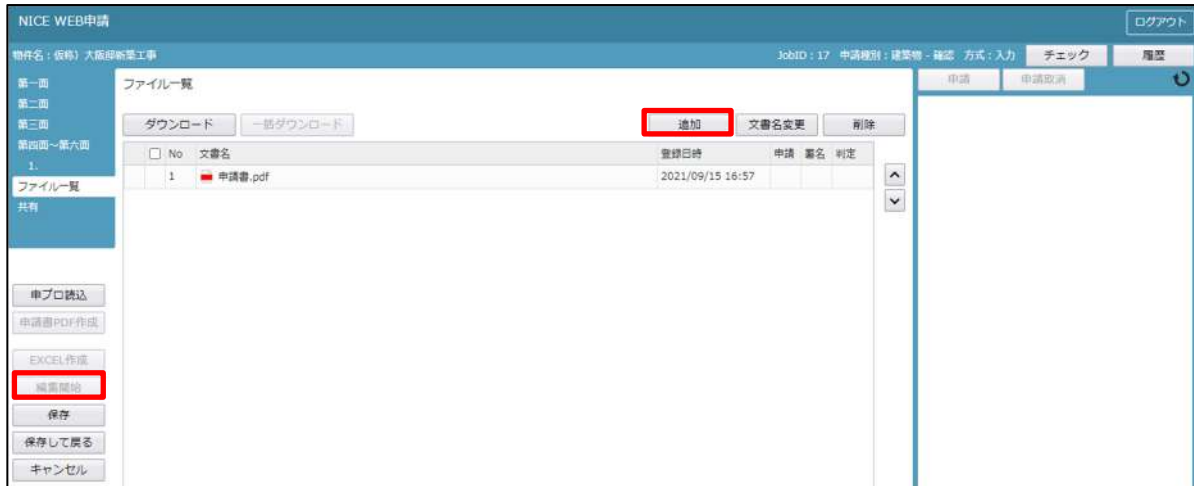 NICE WEB申請
ログアウト
物件名：仮称）大阪邸新築工事
JobID：17 申請種別：建築物 - 確認 方式：入力
チェック
履歴
第一面
第二面
第三面
第四面～第六面
1.
ファイル一覧
共有
ファイル一覧
申請
申請取消
ダウンロード
一括ダウンロード
追加
文書名変更
削除
No 文書名 登録日時 申請 署名 判定
1 申請書.pdf 2021/09/15 16:57
申プロ読込
申請書PDF作成
EXCEL作成
編集開始
保存
保存して戻る
キャンセル